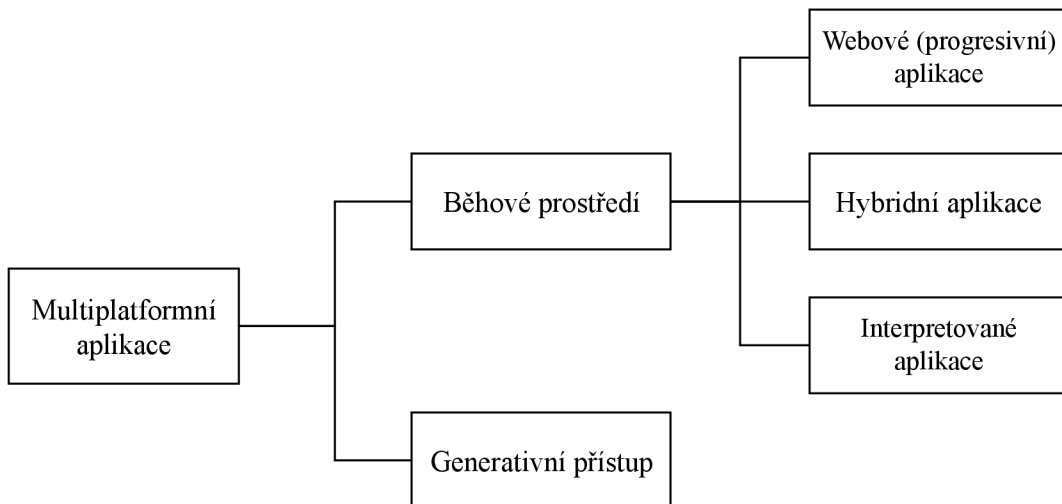 Webové (progresivní)
aplikace
Běhové prostředí
Hybridní aplikace
Multiplatformní
aplikace
Interpretované
aplikace
Generativní přístup